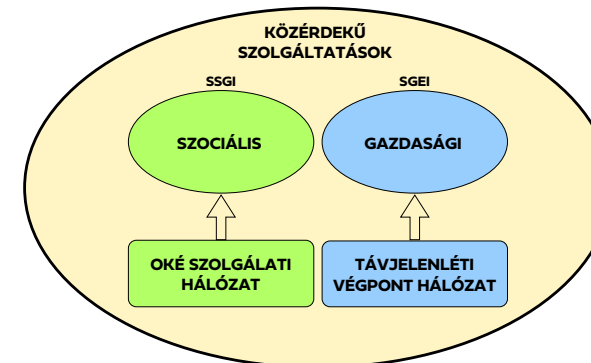 KÖZÉRDEKŰ
SZOLGÁLTATÁSOK
SSGI
SGEI
SZOCIÁLIS
GAZDASÁGI
OKÉ SZOLGÁLATI
HÁLÓZAT
TÁVJELENLÉTI
VÉGPONT HÁLÓZAT